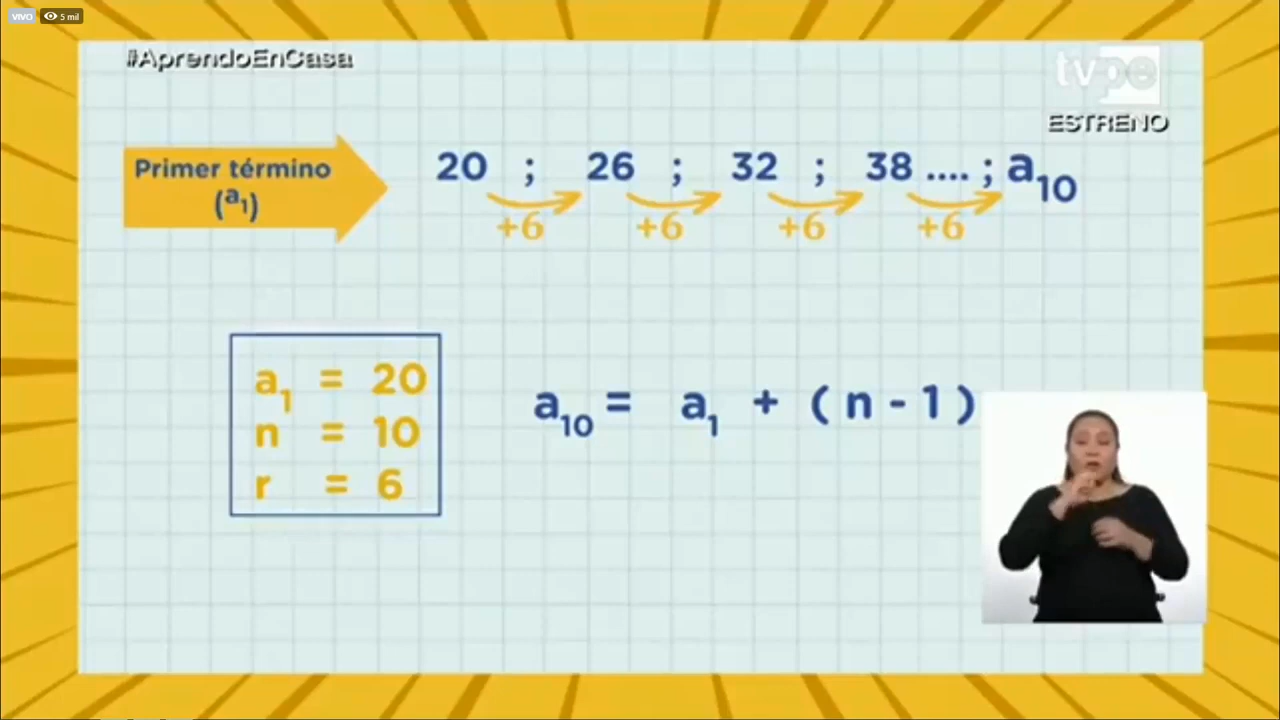 VIVO 5 mil
#AprendoEnCasa
tvpe
ESTRENO
Primer término
(a₁)
20 ; 26 ; 32 ; 38 .... ; a₁₀
+6 +6 +6 +6
a₁ = 20
n = 10
r = 6
a₁₀ = a₁ + ( n - 1 )